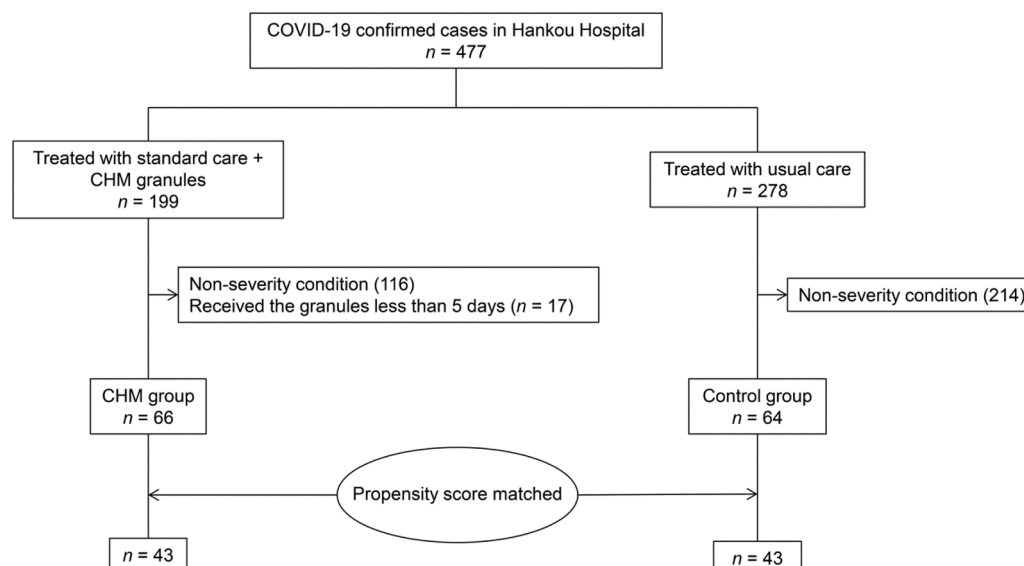 COVID-19 confirmed cases in Hankou Hospital
n = 477
Treated with standard care +
CHM granules
n = 199
Treated with usual care
n = 278
Non-severity condition (116)
Received the granules less than 5 days (n = 17)
Non-severity condition (214)
CHM group
n = 66
Control group
n = 64
Propensity score matched
n = 43
n = 43